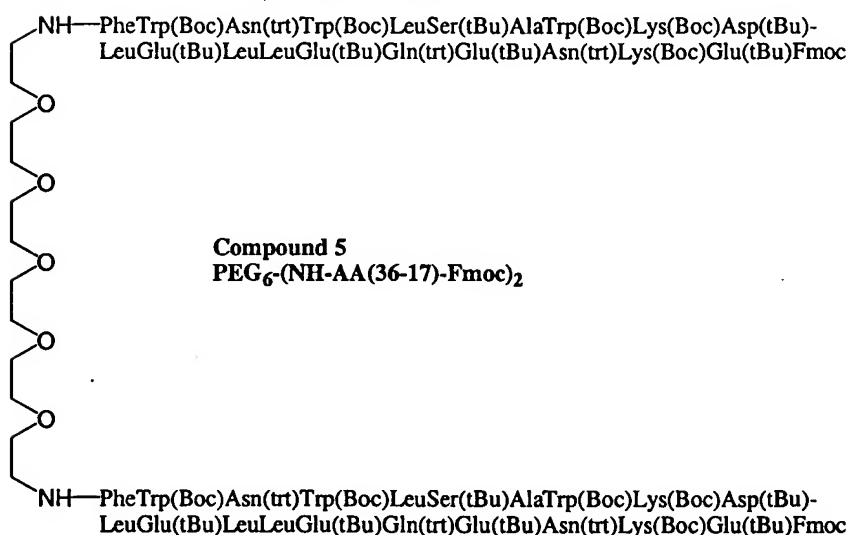 NH—PheTrp(Boc)Asn(trt)Trp(Boc)LeuSer(tBu)AlaTrp(Boc)Lys(Boc)Asp(tBu)-
LeuGlu(tBu)LeuLeuGlu(tBu)Gln(trt)Glu(tBu)Asn(trt)Lys(Boc)Glu(tBu)Fmoc
O
O
Compound 5
O
PEG6-(NH-AA(36-17)-Fmoc)2
O
O
NH—PheTrp(Boc)Asn(trt)Trp(Boc)LeuSer(tBu)AlaTrp(Boc)Lys(Boc)Asp(tBu)-
LeuGlu(tBu)LeuLeuGlu(tBu)Gln(trt)Glu(tBu)Asn(trt)Lys(Boc)Glu(tBu)Fmoc